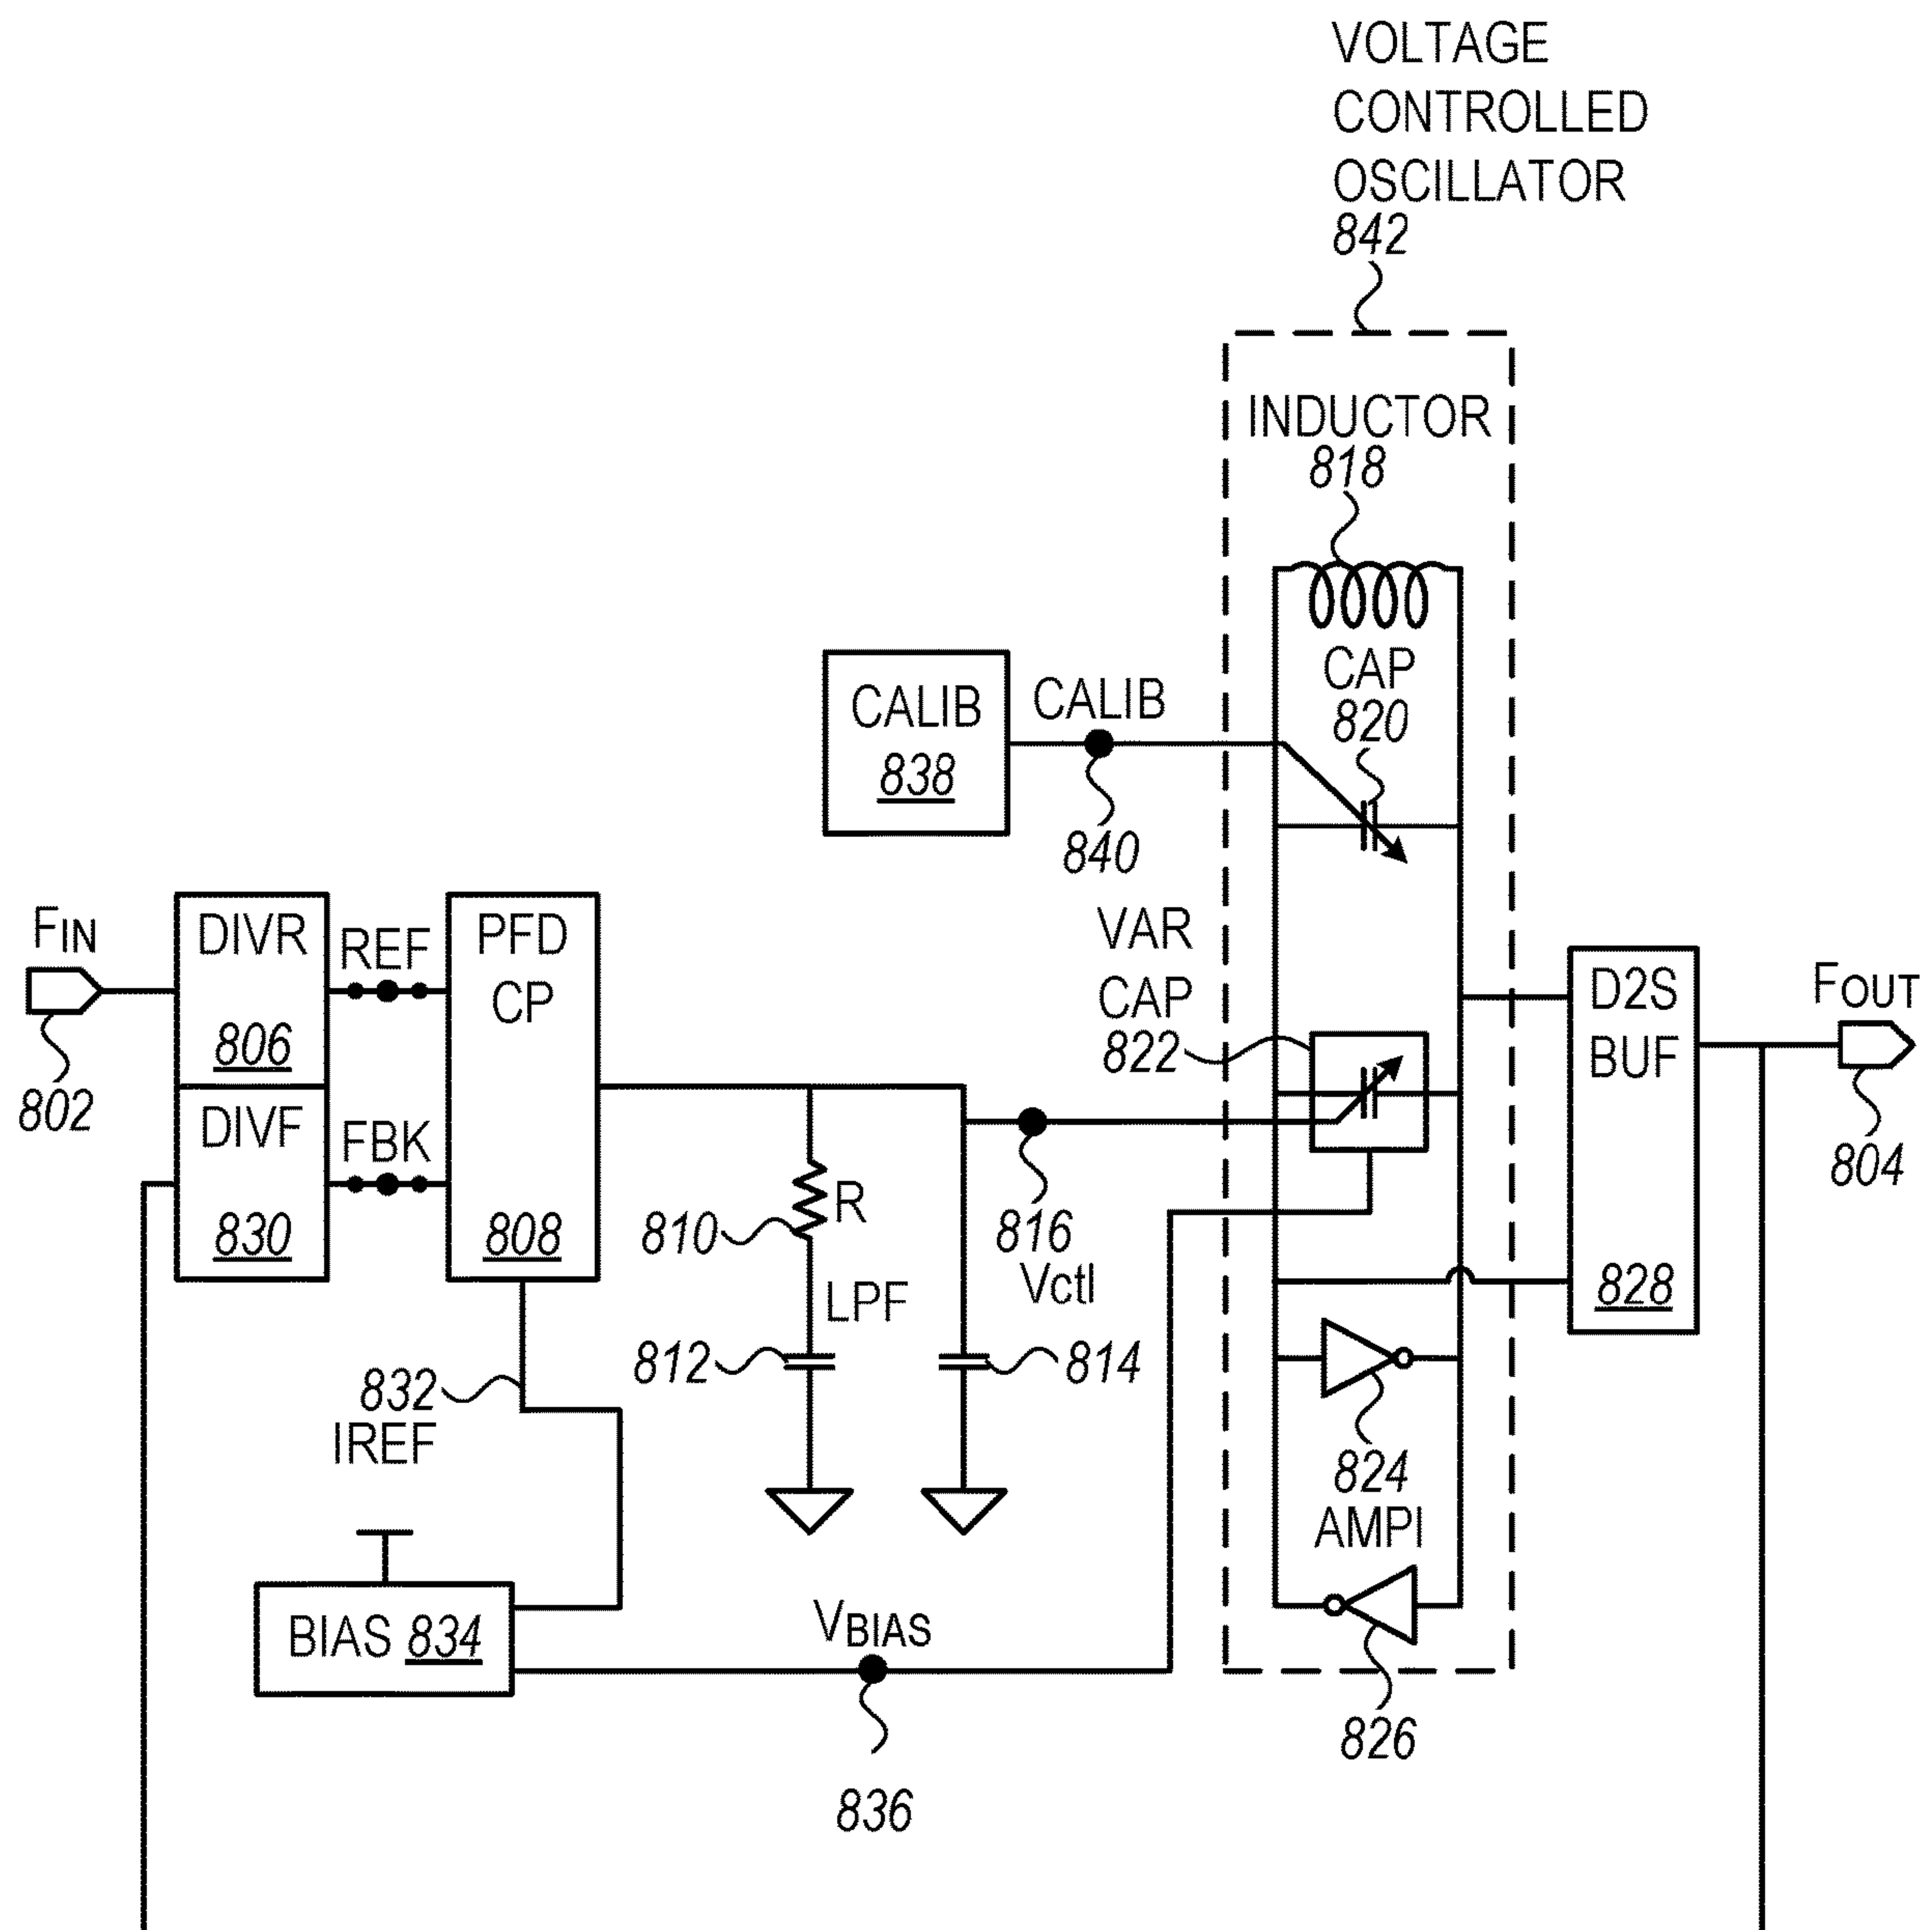 VOLTAGE
CONTROLLED
OSCILLATOR
842
INDUCTOR
818
CAP
820
CALIB
838
CALIB
840
VAR
CAP
822
FIN
802
DIVR
806
REF
PFD
CP
808
DIVF
830
FBK
D2S
BUF
828
FOUT
804
810
R
LPF
812
814
816
Vctl
832
IREF
824
AMPI
826
BIAS 834
VBIAS
836